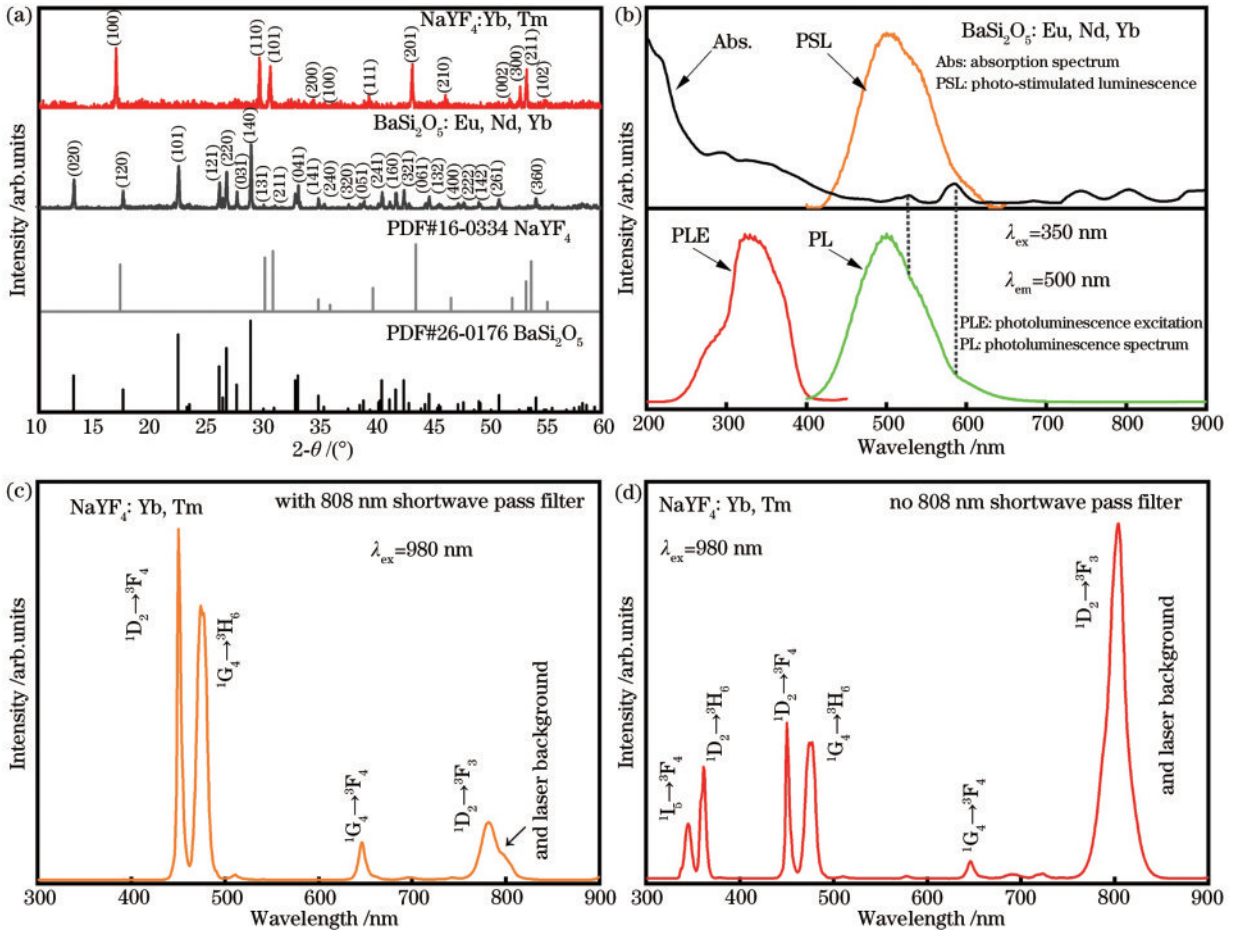 (a)
NaYF₄:Yb, Tm
(100)
(110)
(101)
(200)
(100)
(111)
(201)
(210)
(002)
(300)
(211)
(102)
BaSi₂O₅: Eu, Nd, Yb
(020)
(120)
(101)
(121)
(220)
(031)
(140)
(131)
(211)
(041)
(141)
(240)
(320)
(051)
(241)
(160)
(321)
(061)
(132)
(400)
(222)
(142)
(261)
(360)
PDF#16-0334 NaYF₄
PDF#26-0176 BaSi₂O₅
Intensity /arb.units
10 15 20 25 30 35 40 45 50 55 60
2-θ /(°)
(b)
Abs.
PSL
BaSi₂O₅: Eu, Nd, Yb
Abs: absorption spectrum
PSL: photo-stimulated luminescence
PLE
PL
λex=350 nm
λem=500 nm
PLE: photoluminescence excitation
PL: photoluminescence spectrum
Intensity /arb.units
200 300 400 500 600 700 800 900
Wavelength /nm
(c)
NaYF₄: Yb, Tm
with 808 nm shortwave pass filter
λex=980 nm
¹D₂→³F₄
¹G₄→³H₆
¹G₄→³F₄
¹D₂→³F₃
and laser background
Intensity /arb.units
300 400 500 600 700 800 900
Wavelength /nm
(d)
NaYF₄: Yb, Tm
no 808 nm shortwave pass filter
λex=980 nm
¹I₅→³F₄
¹D₂→³H₆
¹D₂→³F₄
¹G₄→³H₆
¹G₄→³F₄
¹D₂→³F₃
and laser background
Intensity /arb.units
300 400 500 600 700 800 900
Wavelength /nm